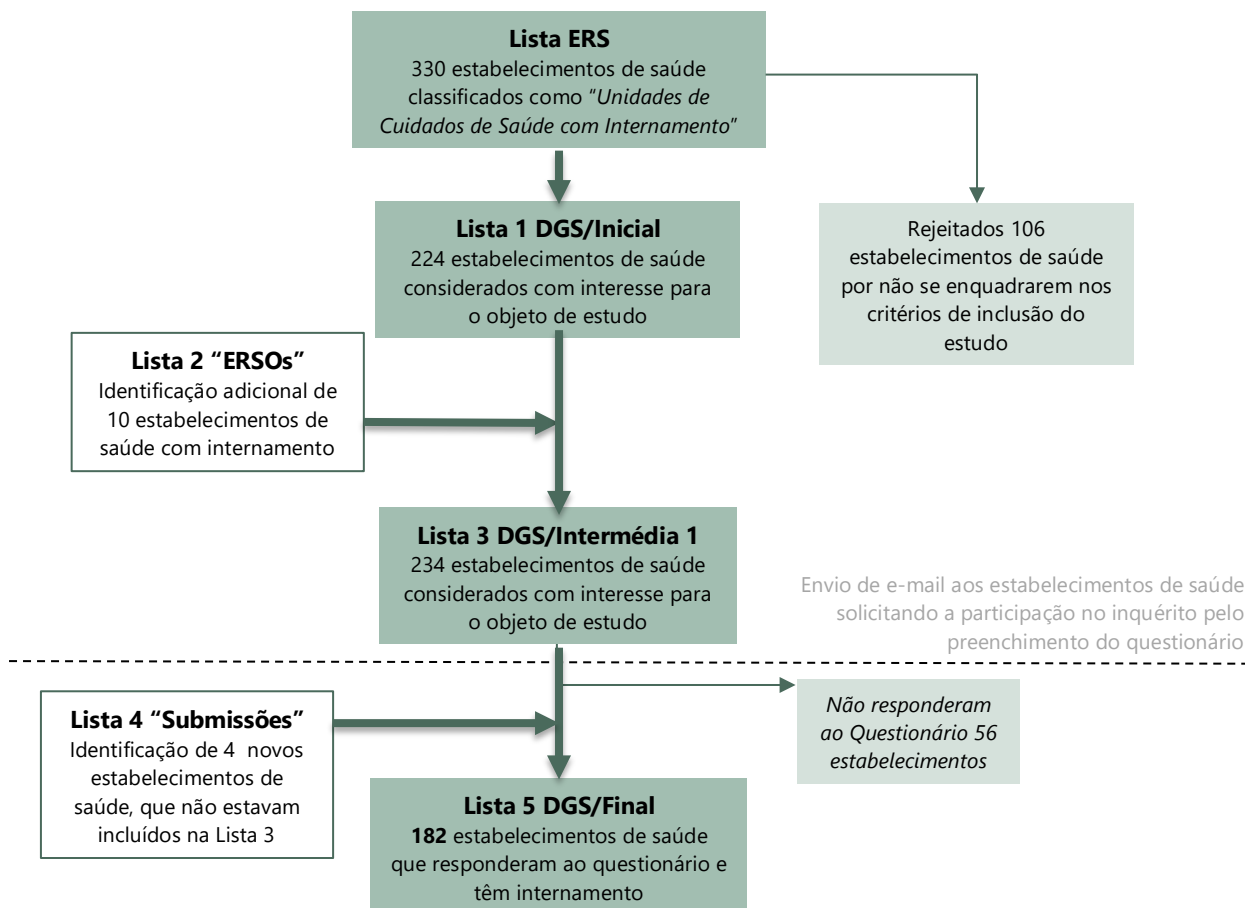 Lista ERS
330 estabelecimentos de saúde
classificados como "Unidades de
Cuidados de Saúde com Internamento"
Lista 1 DGS/Inicial
224 estabelecimentos de saúde
considerados com interesse para
o objeto de estudo
Rejeitados 106
estabelecimentos de saúde
por não se enquadrarem nos
critérios de inclusão do
estudo
Lista 2 “ERSOs”
Identificação adicional de
10 estabelecimentos de
saúde com internamento
Lista 3 DGS/Intermédia 1
234 estabelecimentos de saúde
considerados com interesse para
o objeto de estudo
Envio de e-mail aos estabelecimentos de saúde
solicitando a participação no inquérito pelo
preenchimento do questionário
Lista 4 “Submissões”
Identificação de 4 novos
estabelecimentos de
saúde, que não estavam
incluídos na Lista 3
Não responderam
ao Questionário 56
estabelecimentos
Lista 5 DGS/Final
182 estabelecimentos de saúde
que responderam ao questionário e
têm internamento